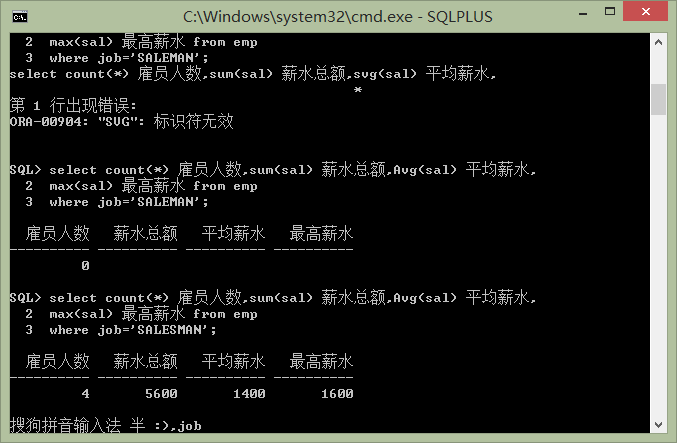 C:\Windows\system32\cmd.exe - SQLPLUS
2 max(sal) 最高薪水 from emp
3 where job='SALEMAN';
select count(*) 雇员人数,sum(sal) 薪水总额,svg(sal) 平均薪水,
*
第 1 行出现错误:
ORA-00904: "SVG": 标识符无效
SQL> select count(*) 雇员人数,sum(sal) 薪水总额,Avg(sal) 平均薪水,
2 max(sal) 最高薪水 from emp
3 where job='SALEMAN';
雇员人数 薪水总额 平均薪水 最高薪水
---------- ---------- ---------- ----------
0
SQL> select count(*) 雇员人数,sum(sal) 薪水总额,Avg(sal) 平均薪水,
2 max(sal) 最高薪水 from emp
3 where job='SALESMAN';
雇员人数 薪水总额 平均薪水 最高薪水
---------- ---------- ---------- ----------
4 5600 1400 1600
搜狗拼音输入法 半 :),job